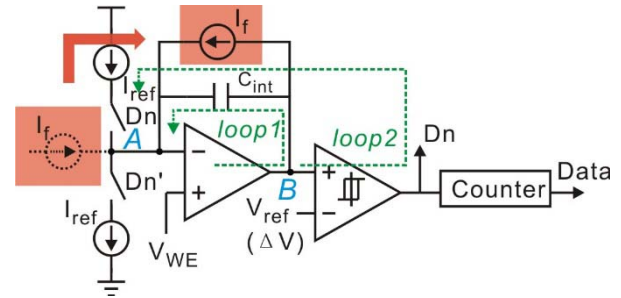 If
Iref
Cint
Dn
loop1
loop2
A
If
Dn
Dn'
B
Counter
Data
Iref
VWE
Vref
(ΔV)
−
+
+
−